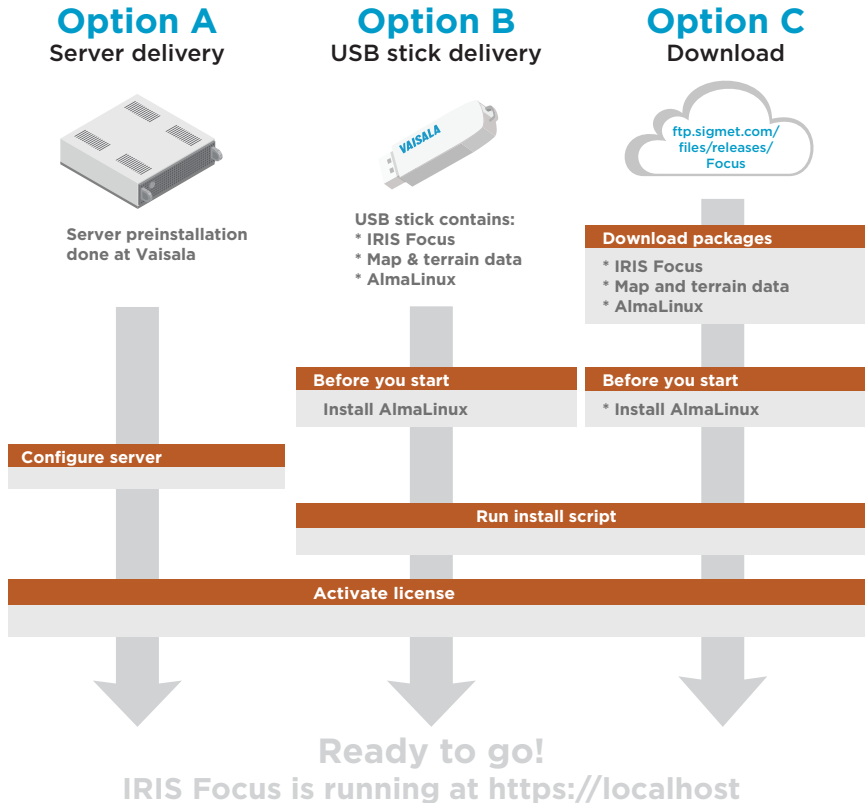 Option A
Server delivery
Server preinstallation
done at Vaisala
Option B
USB stick delivery
VAISALA
USB stick contains:
* IRIS Focus
* Map & terrain data
* AlmaLinux
Option C
Download
ftp.sigmet.com/
files/releases/
Focus
Download packages
* IRIS Focus
* Map and terrain data
* AlmaLinux
Before you start
Install AlmaLinux
Before you start
* Install AlmaLinux
Configure server
Run install script
Activate license
Ready to go!
IRIS Focus is running at https://localhost